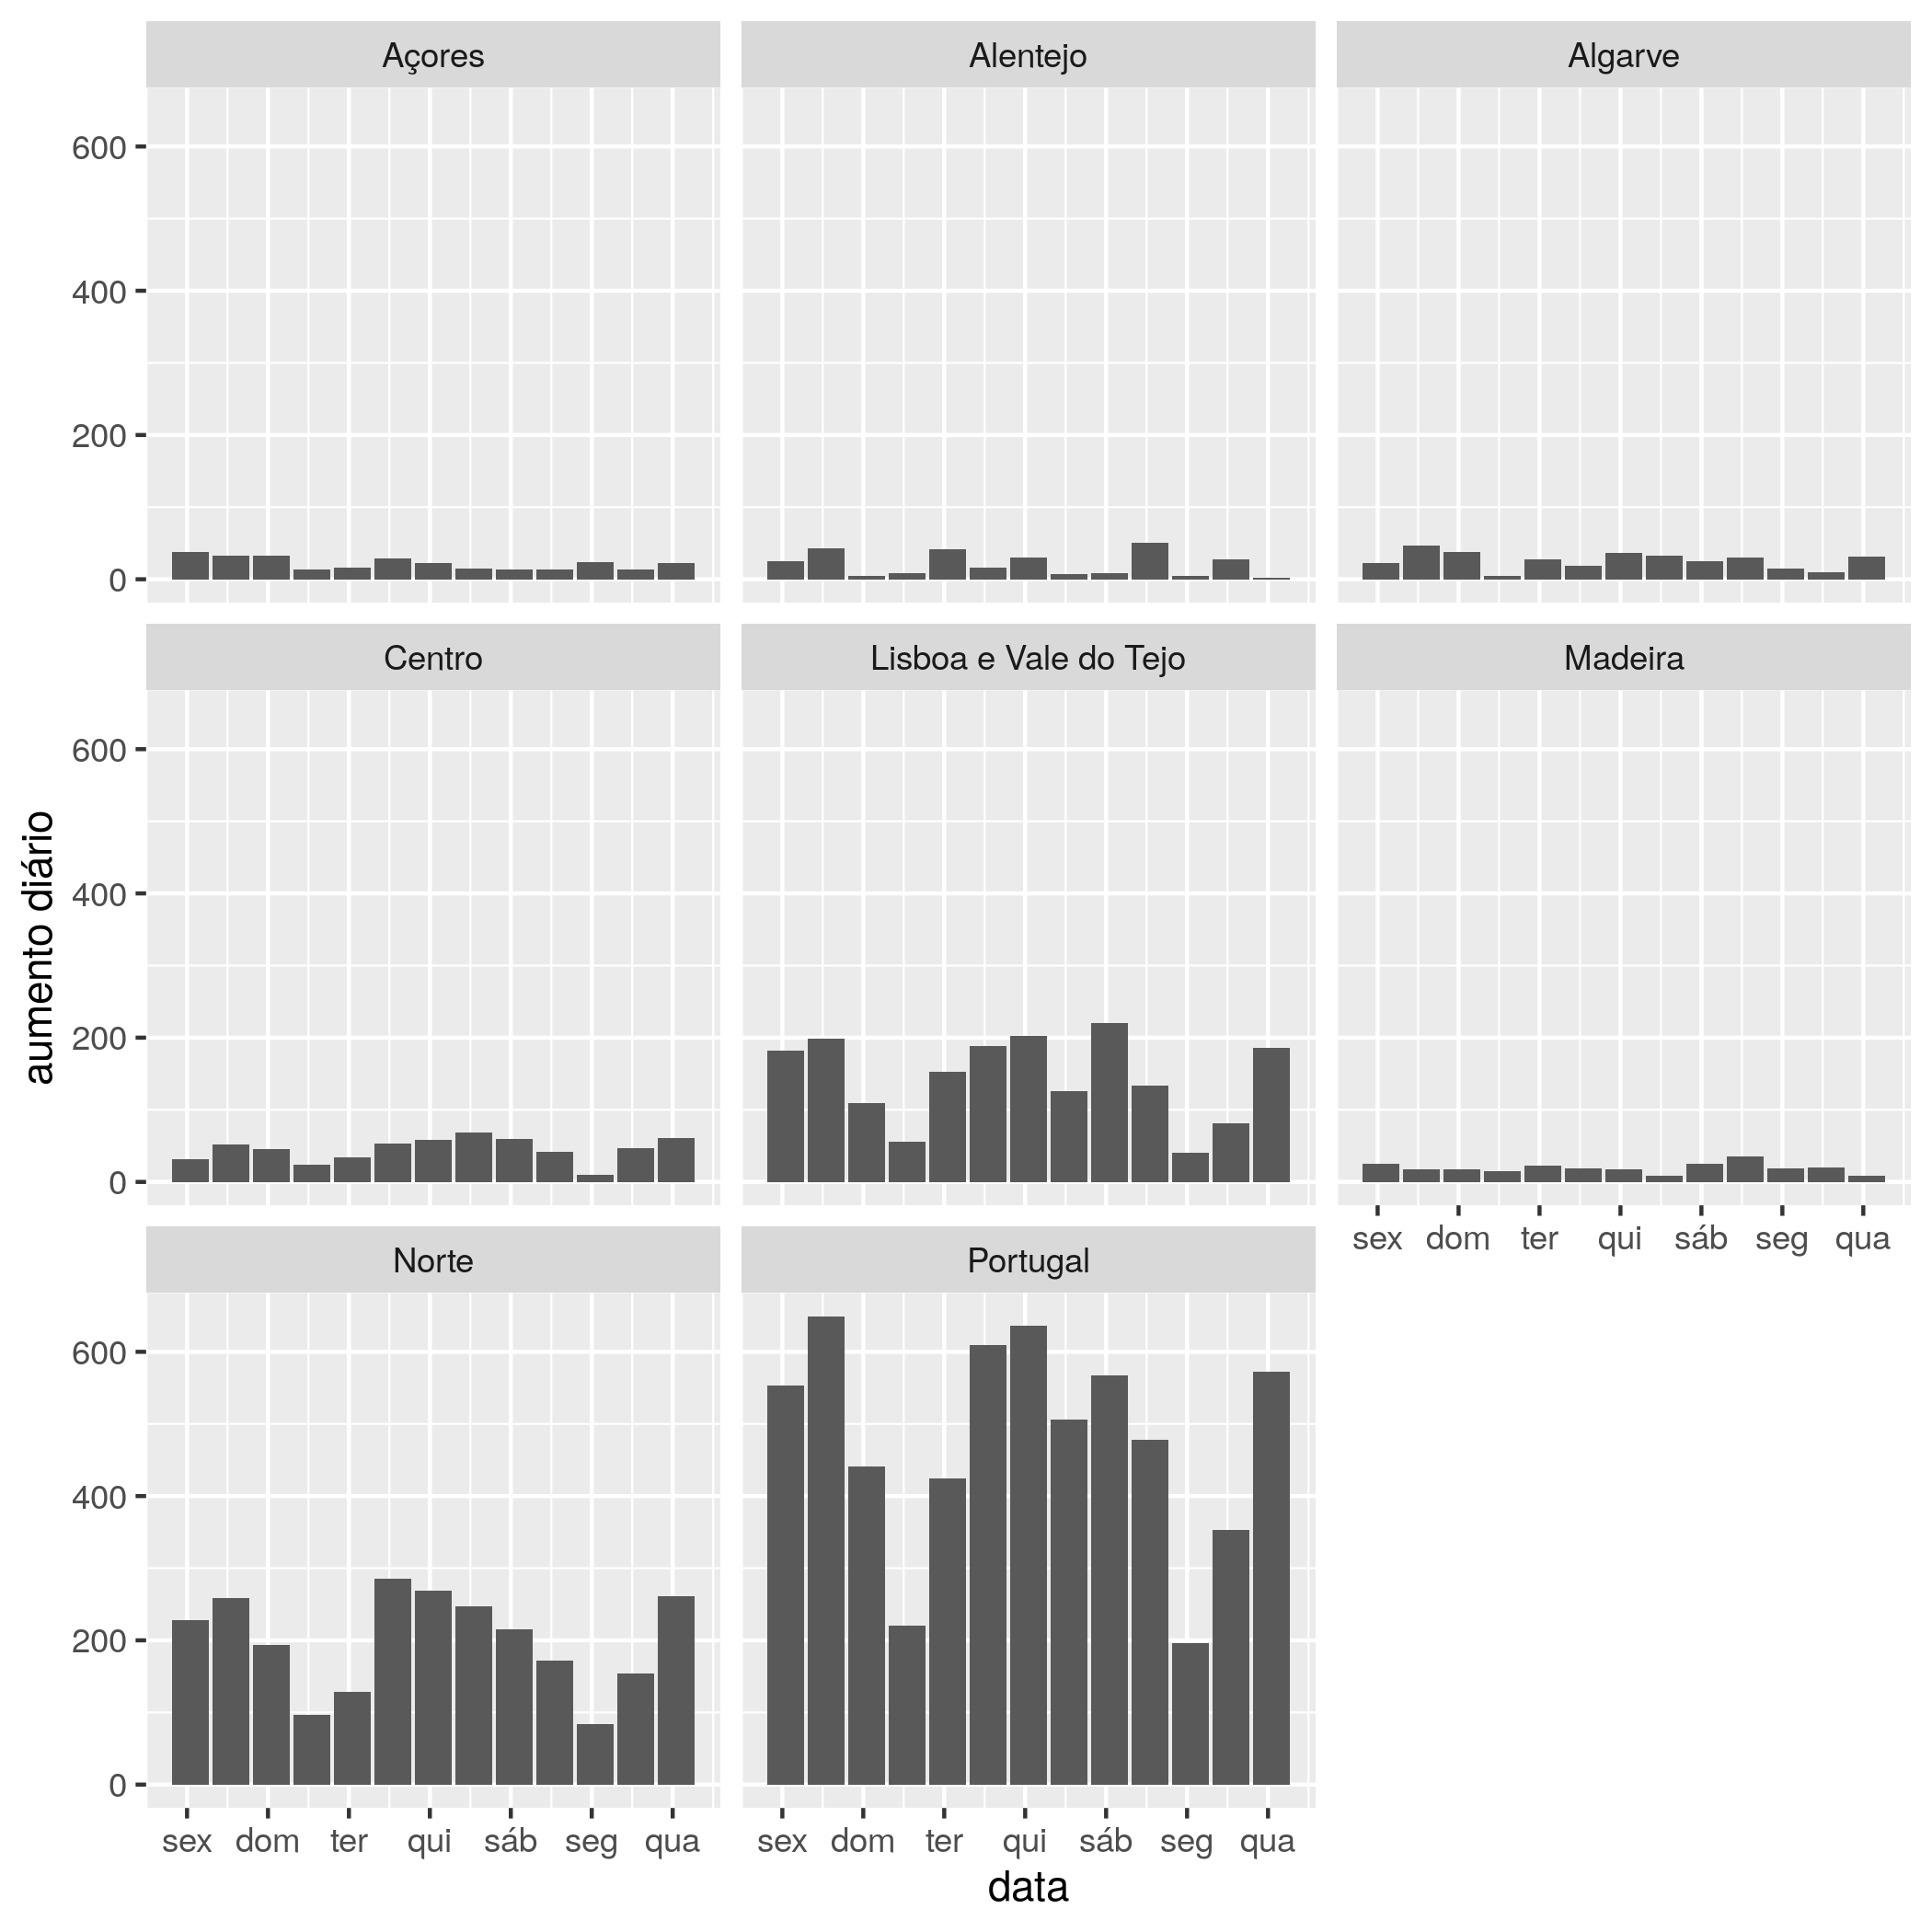 Açores
Alentejo
Algarve
600
400
200
0
Centro
Lisboa e Vale do Tejo
Madeira
600
400
200
0
sex dom ter qui sáb seg qua
aumento diário
Norte
Portugal
600
400
200
0
sex dom ter qui sáb seg qua
sex dom ter qui sáb seg qua
data